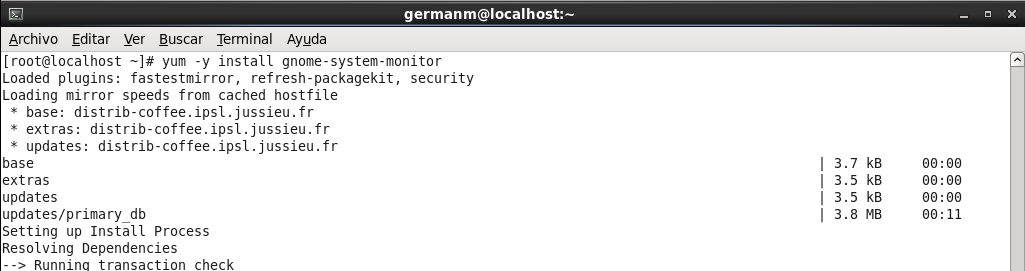 germanm@localhost:~
Archivo Editar Ver Buscar Terminal Ayuda
[root@localhost ~]# yum -y install gnome-system-monitor
Loaded plugins: fastestmirror, refresh-packagekit, security
Loading mirror speeds from cached hostfile
 * base: distrib-coffee.ipsl.jussieu.fr
 * extras: distrib-coffee.ipsl.jussieu.fr
 * updates: distrib-coffee.ipsl.jussieu.fr
base | 3.7 kB 00:00
extras | 3.5 kB 00:00
updates | 3.5 kB 00:00
updates/primary_db | 3.8 MB 00:11
Setting up Install Process
Resolving Dependencies
--> Running transaction check